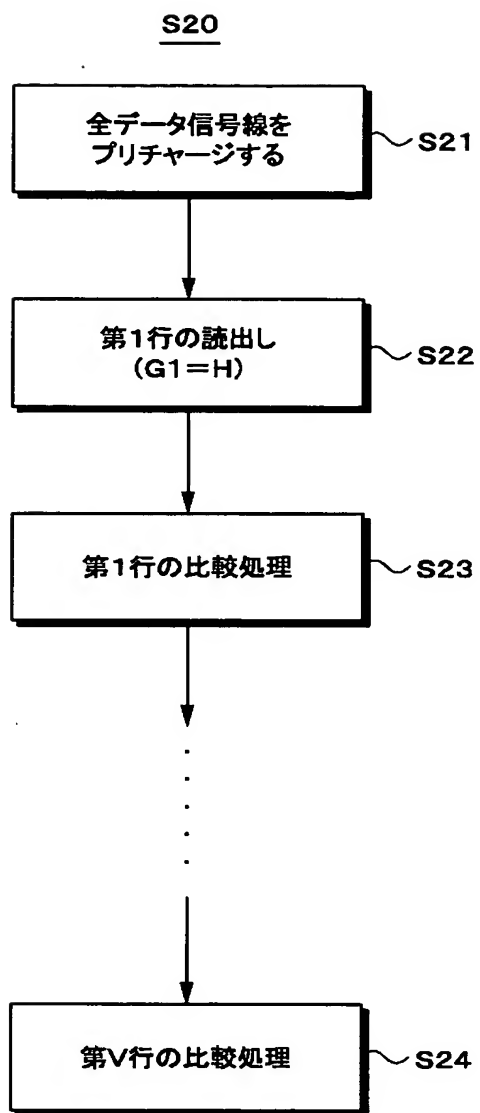 S20
全データ信号線を
プリチャージする
S21
第1行の読出し
(G1=H)
S22
第1行の比較処理
S23
第V行の比較処理
S24